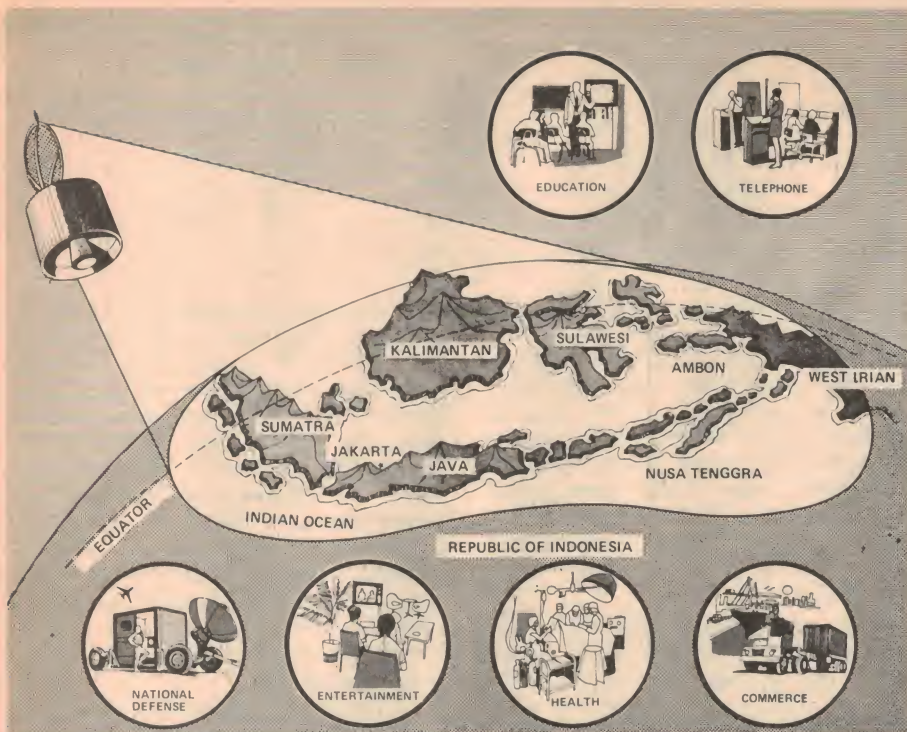 EDUCATION
TELEPHONE
KALIMANTAN
SULAWESI
AMBON
WEST IRIAN
SUMATRA
JAKARTA
JAVA
NUSA TENGGRA
INDIAN OCEAN
EQUATOR
REPUBLIC OF INDONESIA
NATIONAL
DEFENSE
ENTERTAINMENT
HEALTH
COMMERCE